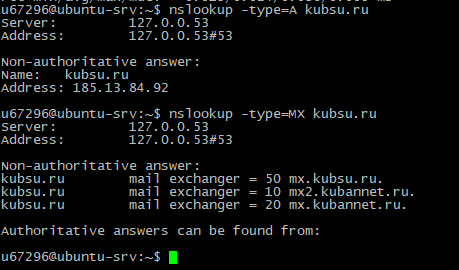 u67296@ubuntu-srv:~$ nslookup -type=A kubsu.ru
Server:         127.0.0.53
Address:        127.0.0.53#53
Non-authoritative answer:
Name:   kubsu.ru
Address: 185.13.84.92
u67296@ubuntu-srv:~$ nslookup -type=MX kubsu.ru
Server:         127.0.0.53
Address:        127.0.0.53#53
Non-authoritative answer:
kubsu.ru        mail exchanger = 50 mx.kubsu.ru.
kubsu.ru        mail exchanger = 10 mx2.kubannet.ru.
kubsu.ru        mail exchanger = 20 mx.kubannet.ru.
Authoritative answers can be found from:
u67296@ubuntu-srv:~$